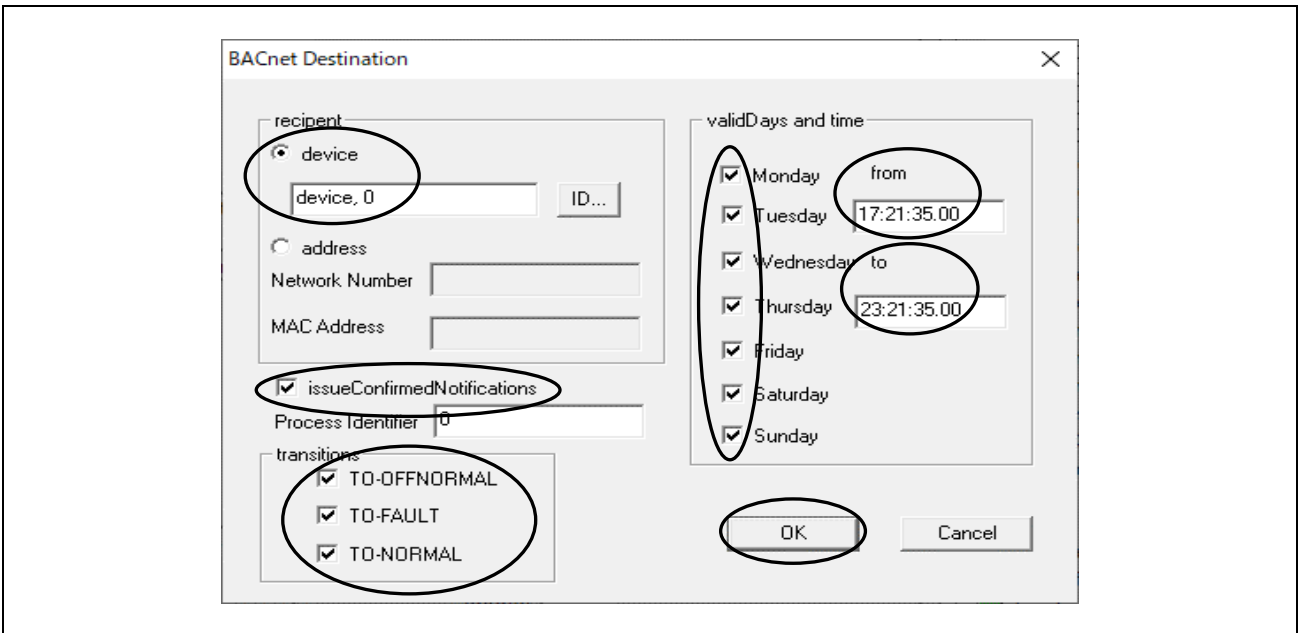 BACnet Destination
recipent
device
device, 0
ID...
address
Network Number
MAC Address
issueConfirmedNotifications
Process Identifier 0
transitions
TO-OFFNORMAL
TO-FAULT
TO-NORMAL
validDays and time
Monday
from
Tuesday
17:21:35.00
Wednesday
to
Thursday
23:21:35.00
Friday
Saturday
Sunday
OK
Cancel